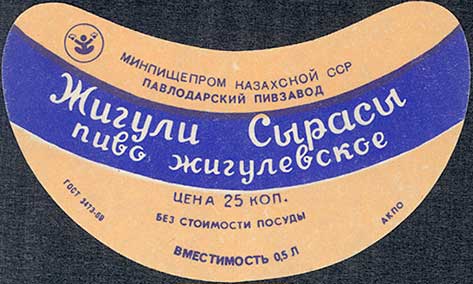 МИНПИЩЕПРОМ КАЗАХСКОЙ ССР
ПАВЛОДАРСКИЙ ПИВЗАВОД
Жигули Сырасы
пиво жигулевское
ЦЕНА 25 КОП.
ГОСТ 3473-69
БЕЗ СТОИМОСТИ ПОСУДЫ
АКПО
ВМЕСТИМОСТЬ 0,5 Л